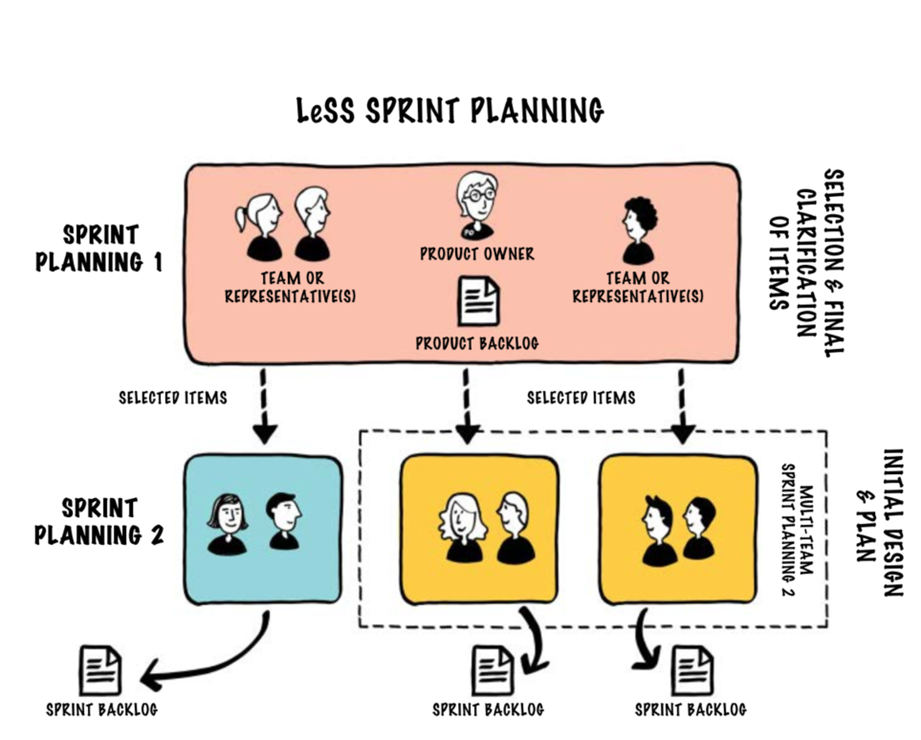 LeSS SPRINT PLANNING
SPRINT
PLANNING 1
TEAM OR
REPRESENTATIVE(S)
PO
PRODUCT OWNER
PRODUCT BACKLOG
TEAM OR
REPRESENTATIVE(S)
SELECTION & FINAL
CLARIFICATION
OF ITEMS
SELECTED ITEMS
SELECTED ITEMS
SPRINT
PLANNING 2
MULTI-TEAM
SPRINT PLANNING 2
INITIAL DESIGN
& PLAN
SPRINT BACKLOG
SPRINT BACKLOG
SPRINT BACKLOG